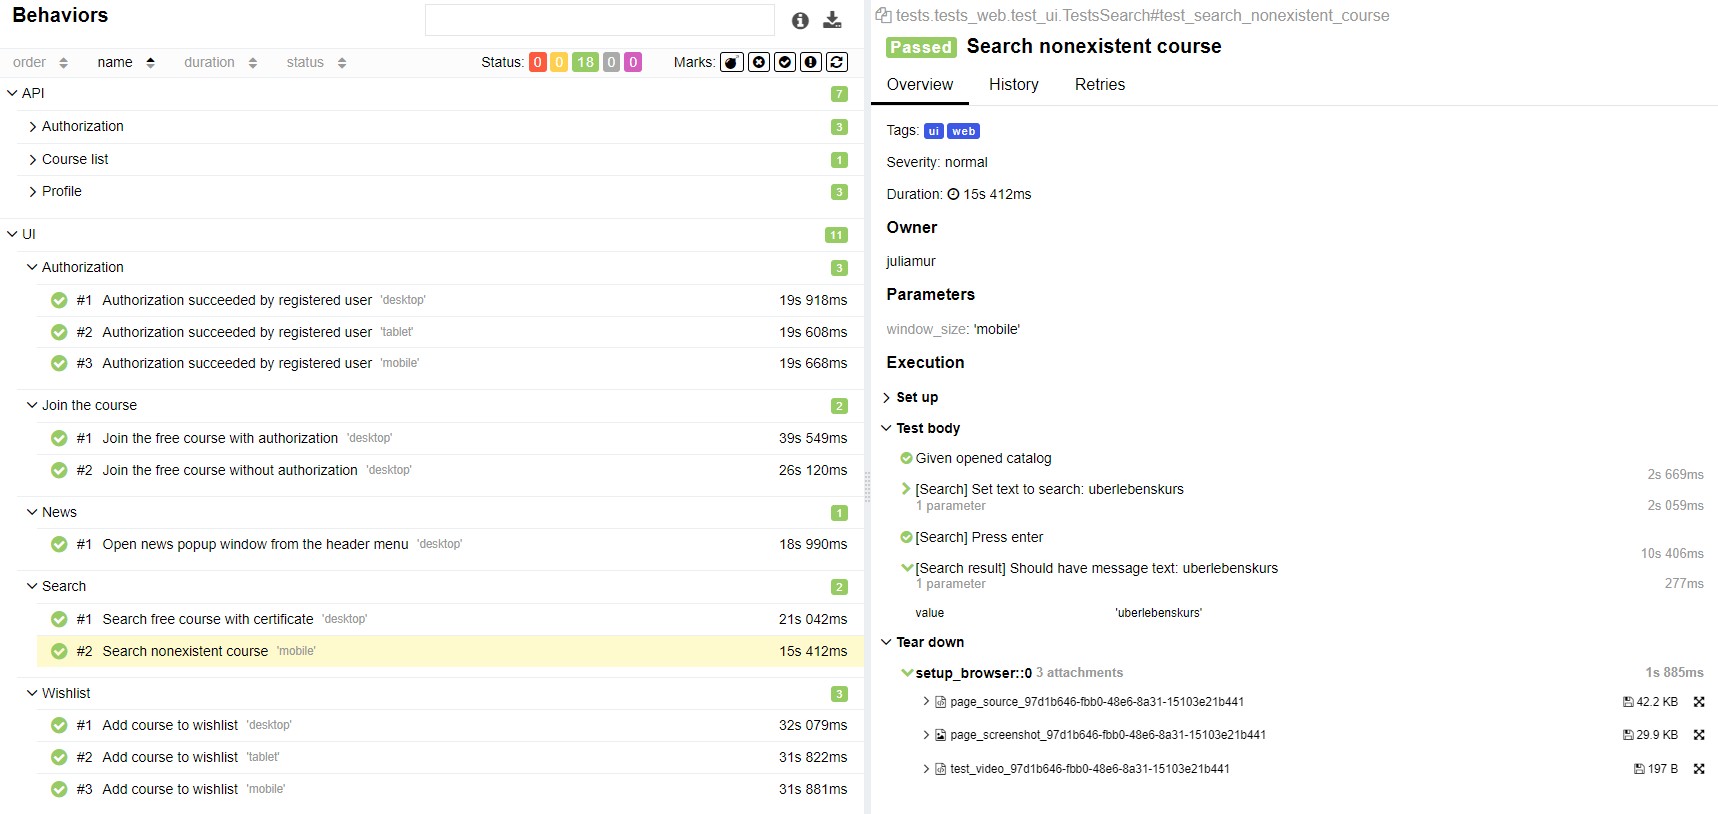 Behaviors
order name duration status Status: 0 0 18 0 0 Marks:
API 7
Authorization 3
Course list 1
Profile 3
UI 11
Authorization 3
#1 Authorization succeeded by registered user 'desktop' 19s 918ms
#2 Authorization succeeded by registered user 'tablet' 19s 608ms
#3 Authorization succeeded by registered user 'mobile' 19s 668ms
Join the course 2
#1 Join the free course with authorization 'desktop' 39s 549ms
#2 Join the free course without authorization 'desktop' 26s 120ms
News 1
#1 Open news popup window from the header menu 'desktop' 18s 990ms
Search 2
#1 Search free course with certificate 'desktop' 21s 042ms
#2 Search nonexistent course 'mobile' 15s 412ms
Wishlist 3
#1 Add course to wishlist 'desktop' 32s 079ms
#2 Add course to wishlist 'tablet' 31s 822ms
#3 Add course to wishlist 'mobile' 31s 881ms
tests.tests_web.test_ui.TestsSearch#test_search_nonexistent_course
Passed Search nonexistent course
Overview History Retries
Tags: ui web
Severity: normal
Duration: 15s 412ms
Owner
juliamur
Parameters
window_size: 'mobile'
Execution
Set up
Test body
Given opened catalog
2s 669ms
[Search] Set text to search: uberlebenskurs
1 parameter 2s 059ms
[Search] Press enter
10s 406ms
[Search result] Should have message text: uberlebenskurs
1 parameter 277ms
value 'uberlebenskurs'
Tear down
setup_browser::0 3 attachments 1s 885ms
page_source_97d1b646-fbb0-48e6-8a31-15103e21b441 42.2 KB
page_screenshot_97d1b646-fbb0-48e6-8a31-15103e21b441 29.9 KB
test_video_97d1b646-fbb0-48e6-8a31-15103e21b441 197 B